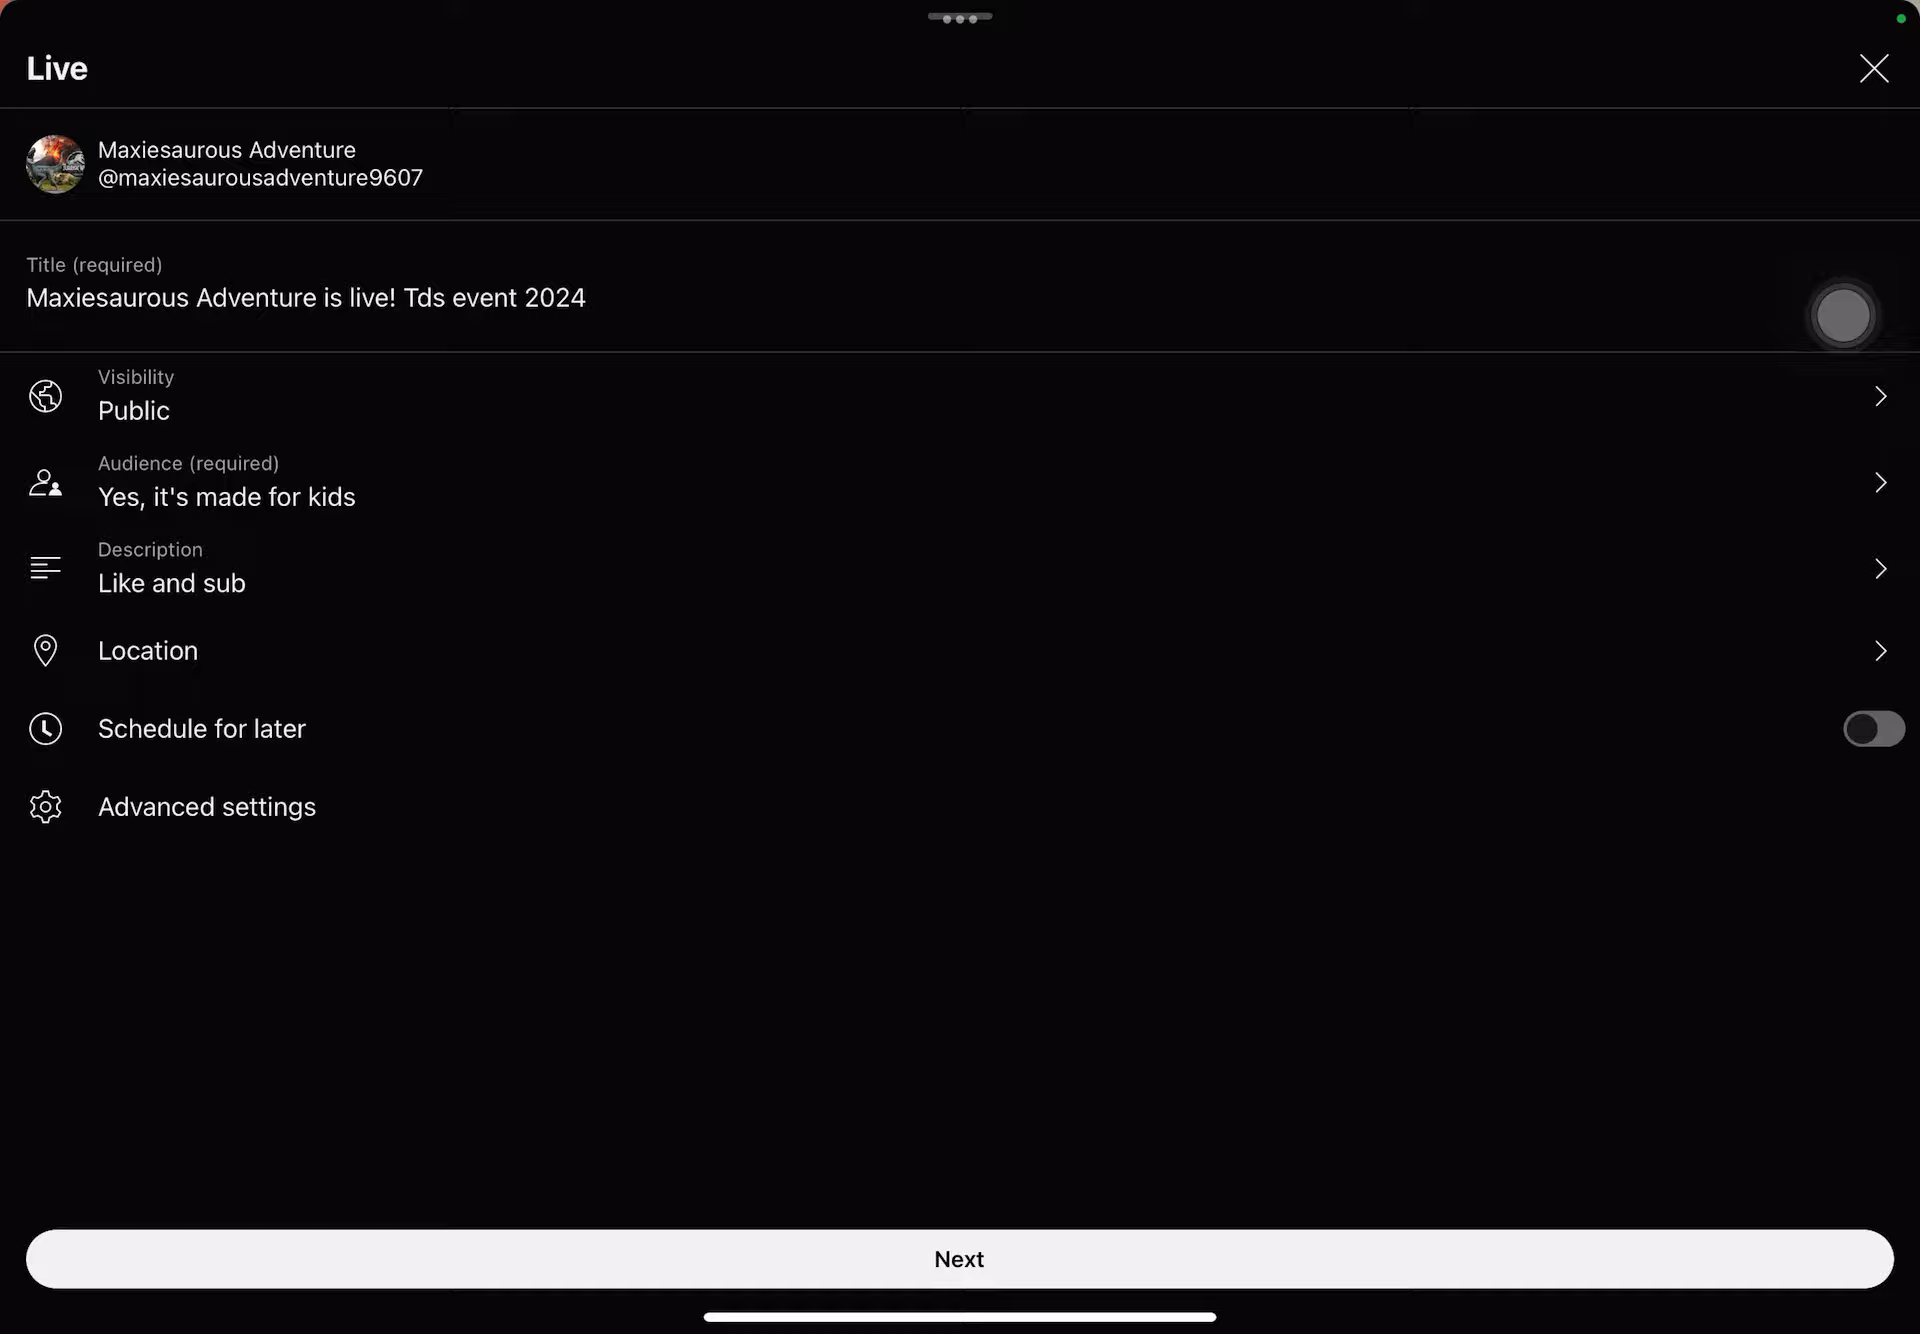 Live
Maxiesaurous Adventure
@maxiesaurousadventure9607
Title (required)
Maxiesaurous Adventure is live! Tds event 2024
Visibility
Public
Audience (required)
Yes, it's made for kids
Description
Like and sub
Location
Schedule for later
Advanced settings
Next